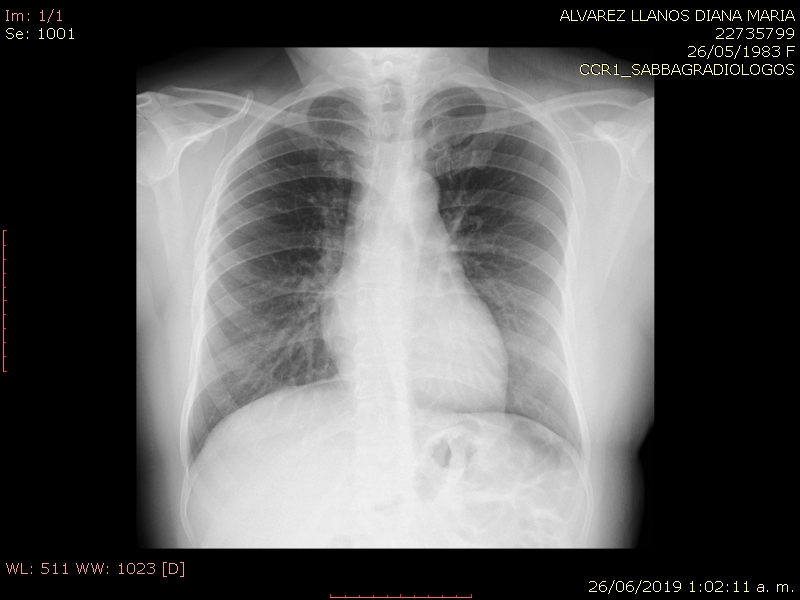 Im: 1/1
Se: 1001
ALVAREZ LLANOS DIANA MARIA
22735799
26/05/1983 F
CCR1_SABBAGRADIOLOGOS
WL: 511 WW: 1023 [D]
26/06/2019 1:02:11 a. m.